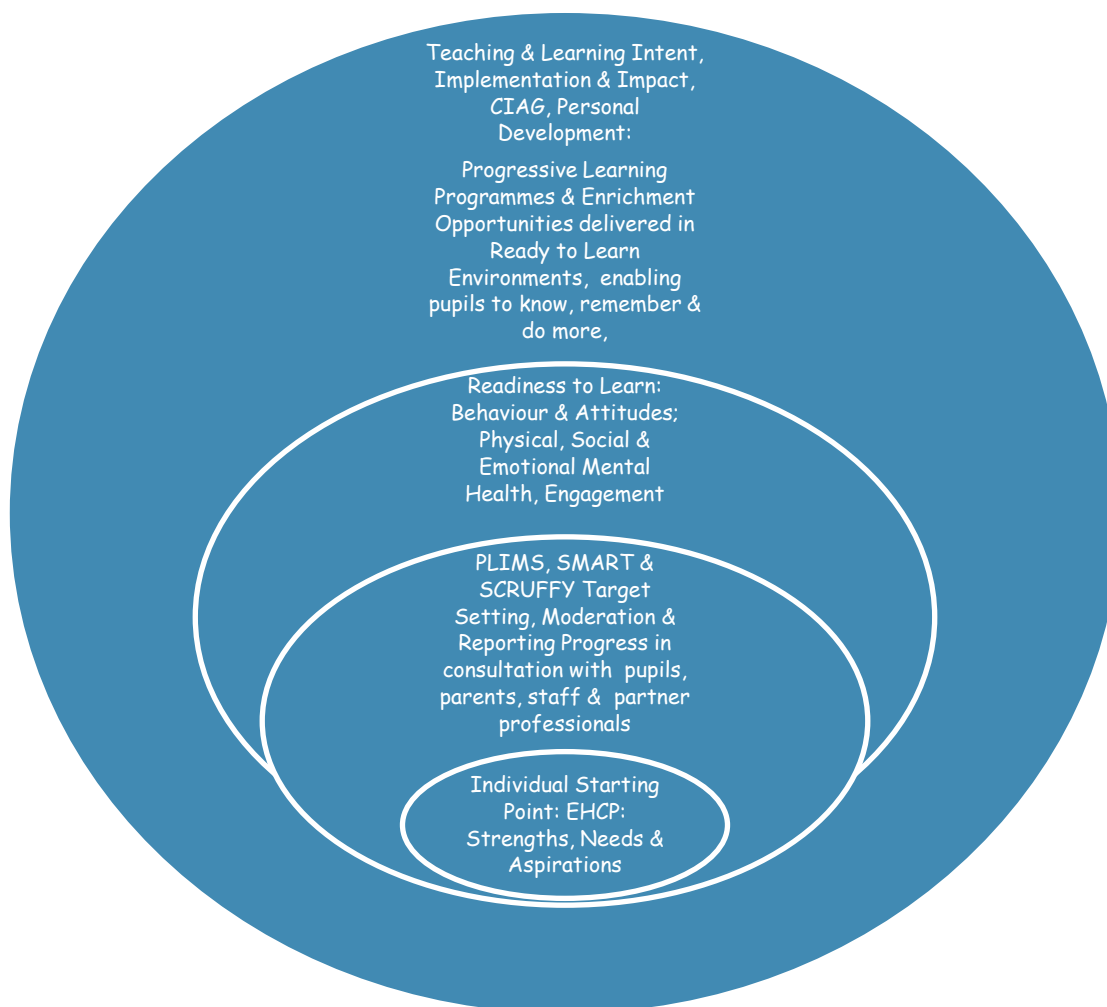 Teaching & Learning Intent,
Implementation & Impact,
CIAG, Personal
Development:
Progressive Learning
Programmes & Enrichment
Opportunities delivered in
Ready to Learn
Environments, enabling
pupils to know, remember &
do more,
Readiness to Learn:
Behaviour & Attitudes;
Physical, Social &
Emotional Mental
Health, Engagement
PLIMS, SMART &
SCRUFFY Target
Setting, Moderation &
Reporting Progress in
consultation with pupils,
parents, staff & partner
professionals
Individual Starting
Point: EHCP:
Strengths, Needs &
Aspirations